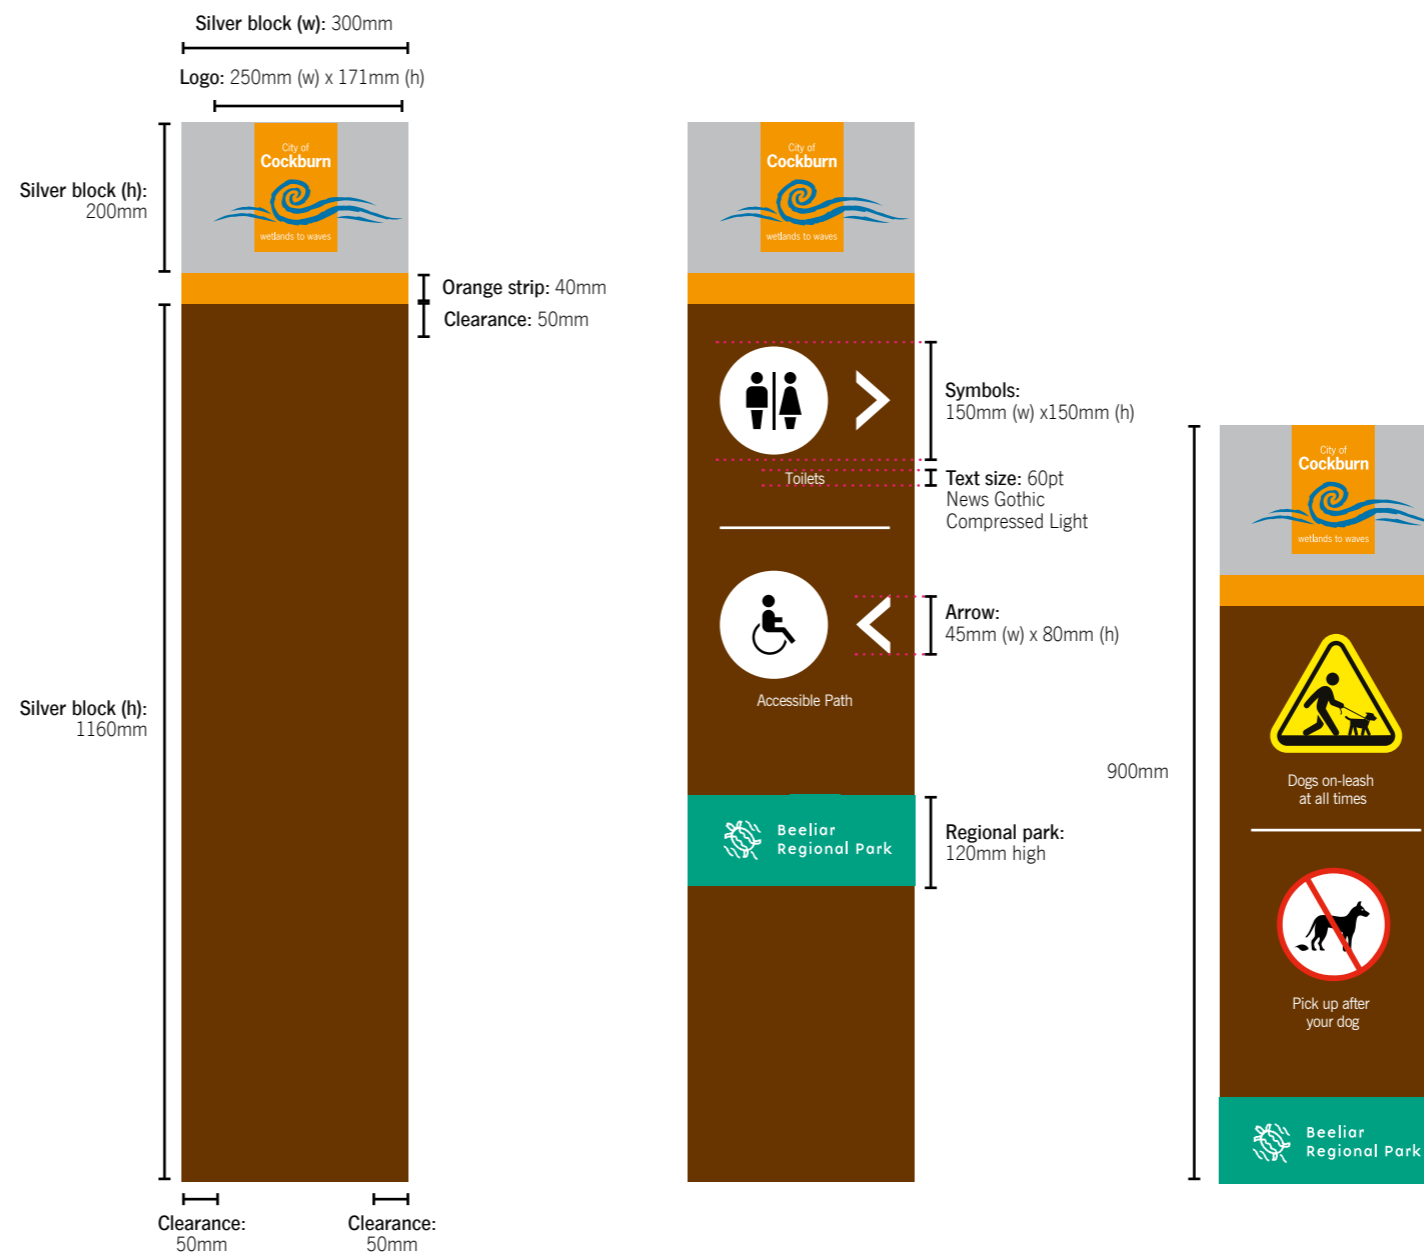 Silver block (w): 300mm
Logo: 250mm (w) x 171mm (h)
City of
Cockburn
wetlands to waves
Silver block (h):
200mm
Orange strip: 40mm
Clearance: 50mm
Silver block (h):
1160mm
Clearance:
50mm
Clearance:
50mm
City of
Cockburn
wetlands to waves
Toilets
Accessible Path
Beeliar
Regional Park
Symbols:
150mm (w) x150mm (h)
Text size: 60pt
News Gothic
Compressed Light
Arrow:
45mm (w) x 80mm (h)
Regional park:
120mm high
900mm
City of
Cockburn
wetlands to waves
Dogs on-leash
at all times
Pick up after
your dog
Beeliar
Regional Park